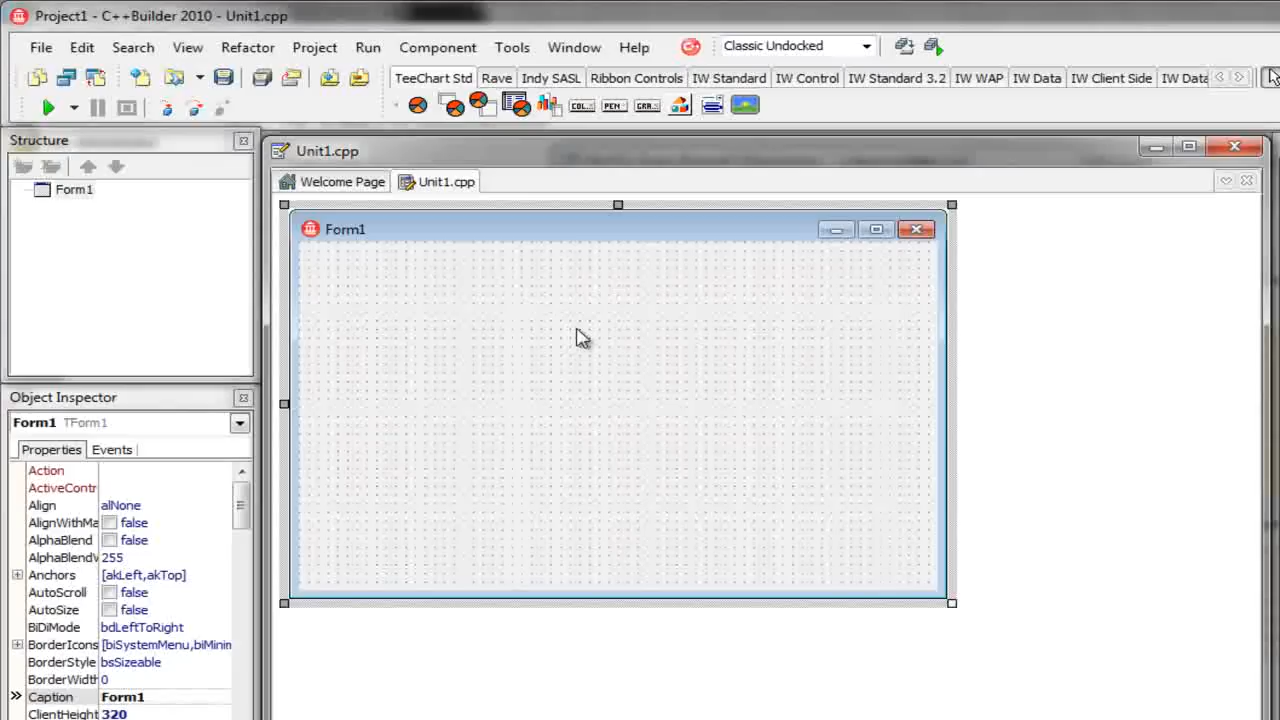 Project1 - C++Builder 2010 - Unit1.cpp
File Edit Search View Refactor Project Run Component Tools Window Help Classic Undocked
TeeChart Std Rave Indy SASL Ribbon Controls IW Standard IW Control IW Standard 3.2 IW WAP IW Data IW Client Side IW Data
COL... PEN... GRA...
Structure
Form1
Unit1.cpp
Welcome Page Unit1.cpp
Form1
Object Inspector
Form1 TForm1
Properties Events
Action
ActiveContr
Align alNone
AlignWithMa false
AlphaBlend false
AlphaBlendV 255
Anchors [akLeft,akTop]
AutoScroll false
AutoSize false
BiDiMode bdLeftToRight
BorderIcons [biSystemMenu,biMinim
BorderStyle bsSizeable
BorderWidth 0
Caption Form1
ClientHeight 320